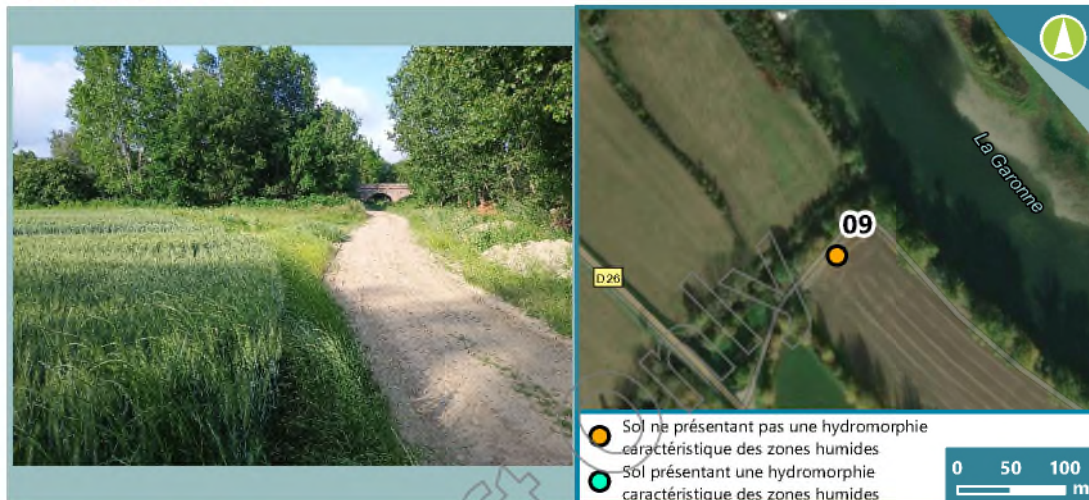 La Garonne
09
D26
Sol ne présentant pas une hydromorphie
caractéristique des zones humides
Sol présentant une hydromorphie
caractéristique des zones humides
0 50 100
m